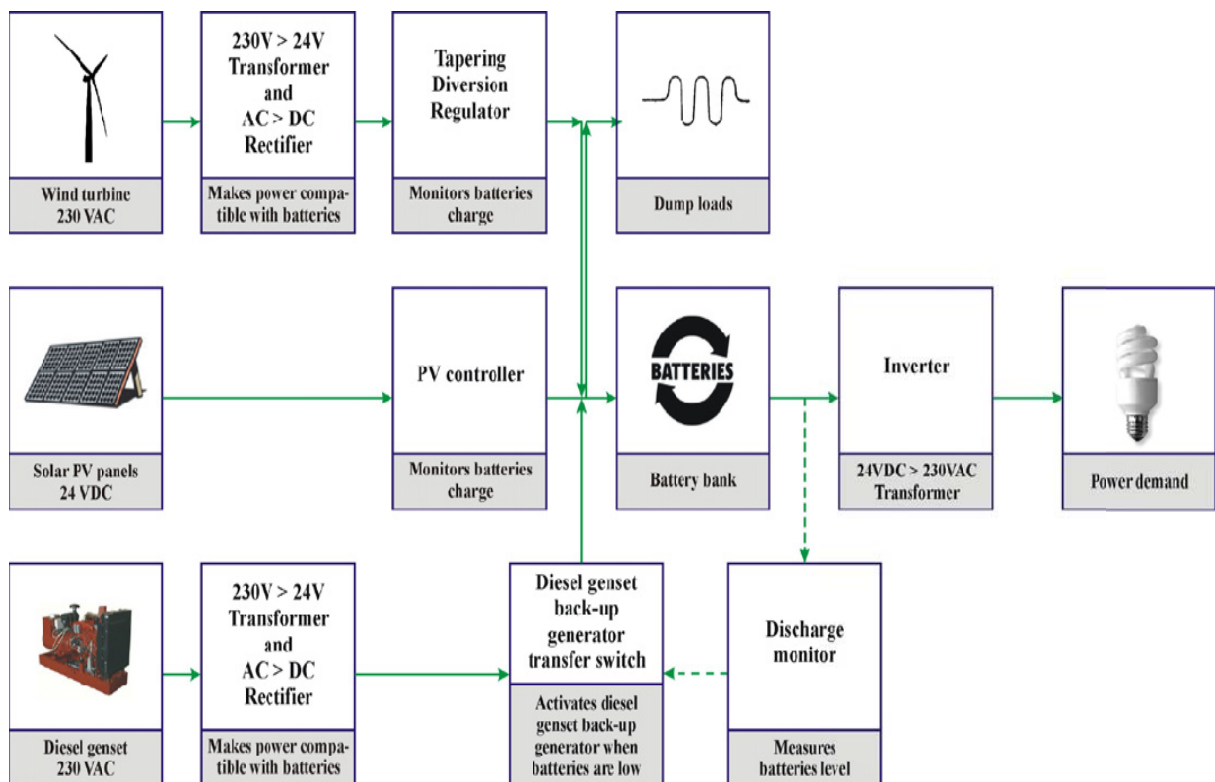 230V > 24V
Transformer
and
AC > DC
Rectifier
Tapering
Diversion
Regulator
Wind turbine
230 VAC
Makes power compa-
tible with batteries
Monitors batteries
charge
Dump loads
PV controller
BATTERIES
Inverter
Solar PV panels
24 VDC
Monitors batteries
charge
Battery bank
24VDC > 230VAC
Transformer
Power demand
230V > 24V
Transformer
and
AC > DC
Rectifier
Diesel genset
back-up
generator
transfer switch
Discharge
monitor
Diesel genset
230 VAC
Makes power compa-
tible with batteries
Activates diesel
genset back-up
generator when
batteries are low
Measures
batteries level